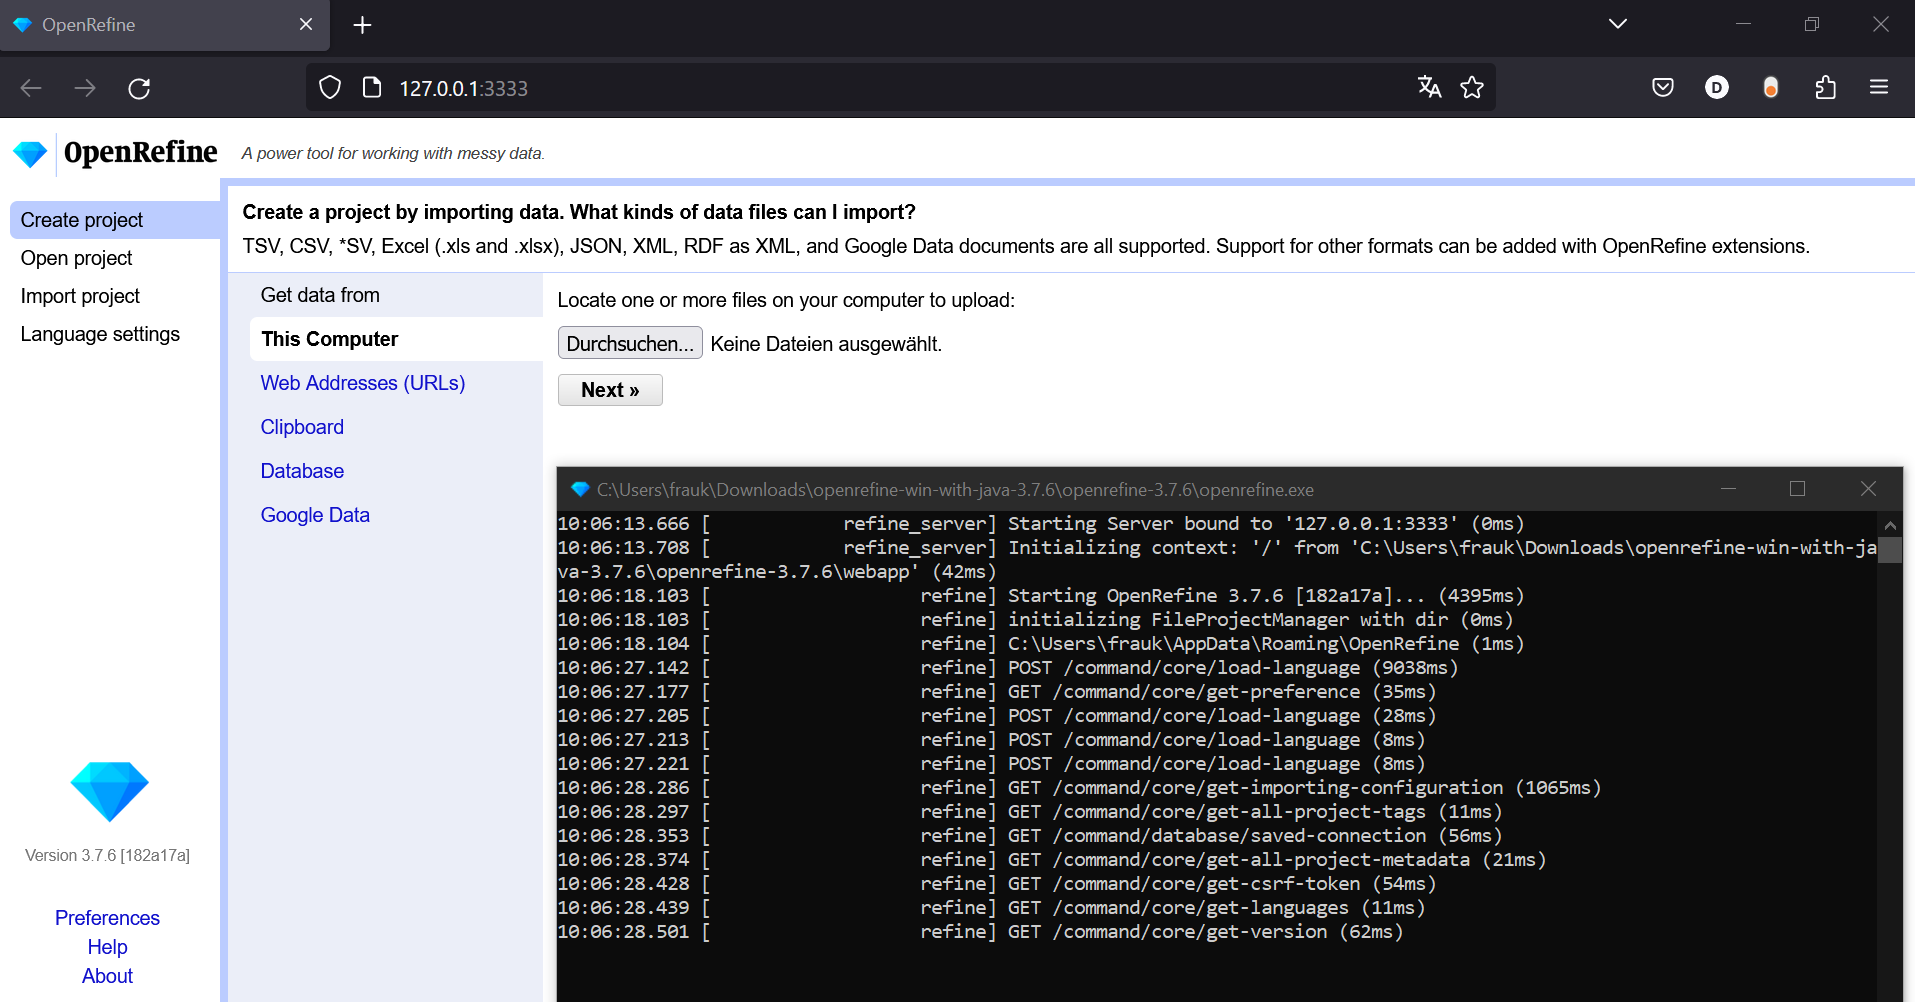 OpenRefine
127.0.0.1:3333
D
OpenRefine
A power tool for working with messy data.
Create project
Open project
Import project
Language settings
Create a project by importing data. What kinds of data files can I import?
TSV, CSV, *SV, Excel (.xls and .xlsx), JSON, XML, RDF as XML, and Google Data documents are all supported. Support for other formats can be added with OpenRefine extensions.
Get data from
This Computer
Web Addresses (URLs)
Clipboard
Database
Google Data
Locate one or more files on your computer to upload:
Durchsuchen... Keine Dateien ausgewählt.
Next »
C:\Users\frauk\Downloads\openrefine-win-with-java-3.7.6\openrefine-3.7.6\openrefine.exe
10:06:13.666 [ refine_server] Starting Server bound to '127.0.0.1:3333' (0ms)
10:06:13.708 [ refine_server] Initializing context: '/' from 'C:\Users\frauk\Downloads\openrefine-win-with-ja
va-3.7.6\openrefine-3.7.6\webapp' (42ms)
10:06:18.103 [ refine] Starting OpenRefine 3.7.6 [182a17a]... (4395ms)
10:06:18.103 [ refine] initializing FileProjectManager with dir (0ms)
10:06:18.104 [ refine] C:\Users\frauk\AppData\Roaming\OpenRefine (1ms)
10:06:27.142 [ refine] POST /command/core/load-language (9038ms)
10:06:27.177 [ refine] GET /command/core/get-preference (35ms)
10:06:27.205 [ refine] POST /command/core/load-language (28ms)
10:06:27.213 [ refine] POST /command/core/load-language (8ms)
10:06:27.221 [ refine] POST /command/core/load-language (8ms)
10:06:28.286 [ refine] GET /command/core/get-importing-configuration (1065ms)
10:06:28.297 [ refine] GET /command/core/get-all-project-tags (11ms)
10:06:28.353 [ refine] GET /command/database/saved-connection (56ms)
10:06:28.374 [ refine] GET /command/core/get-all-project-metadata (21ms)
10:06:28.428 [ refine] GET /command/core/get-csrf-token (54ms)
10:06:28.439 [ refine] GET /command/core/get-languages (11ms)
10:06:28.501 [ refine] GET /command/core/get-version (62ms)
Version 3.7.6 [182a17a]
Preferences
Help
About